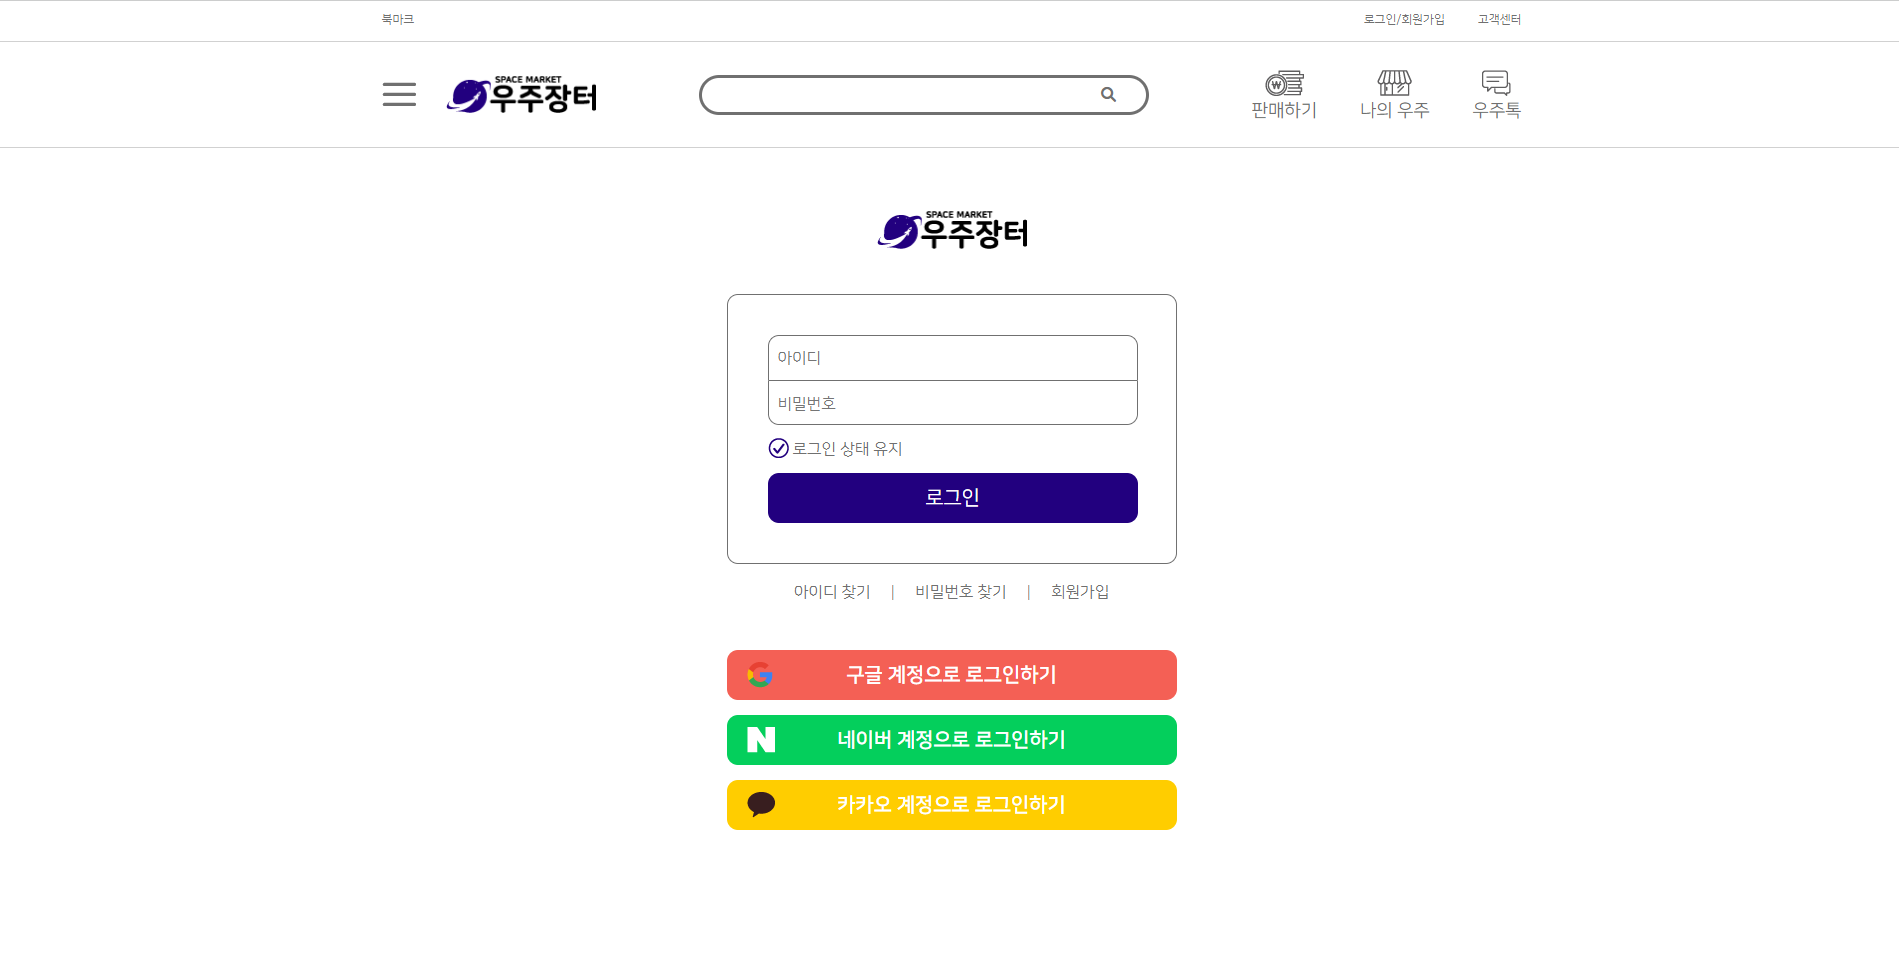 북마크
로그인/회원가입
고객센터
SPACE MARKET
우주장터
판매하기
나의 우주
우주톡
SPACE MARKET
우주장터
아이디
비밀번호
로그인 상태 유지
로그인
아이디 찾기 | 비밀번호 찾기 | 회원가입
구글 계정으로 로그인하기
네이버 계정으로 로그인하기
카카오 계정으로 로그인하기